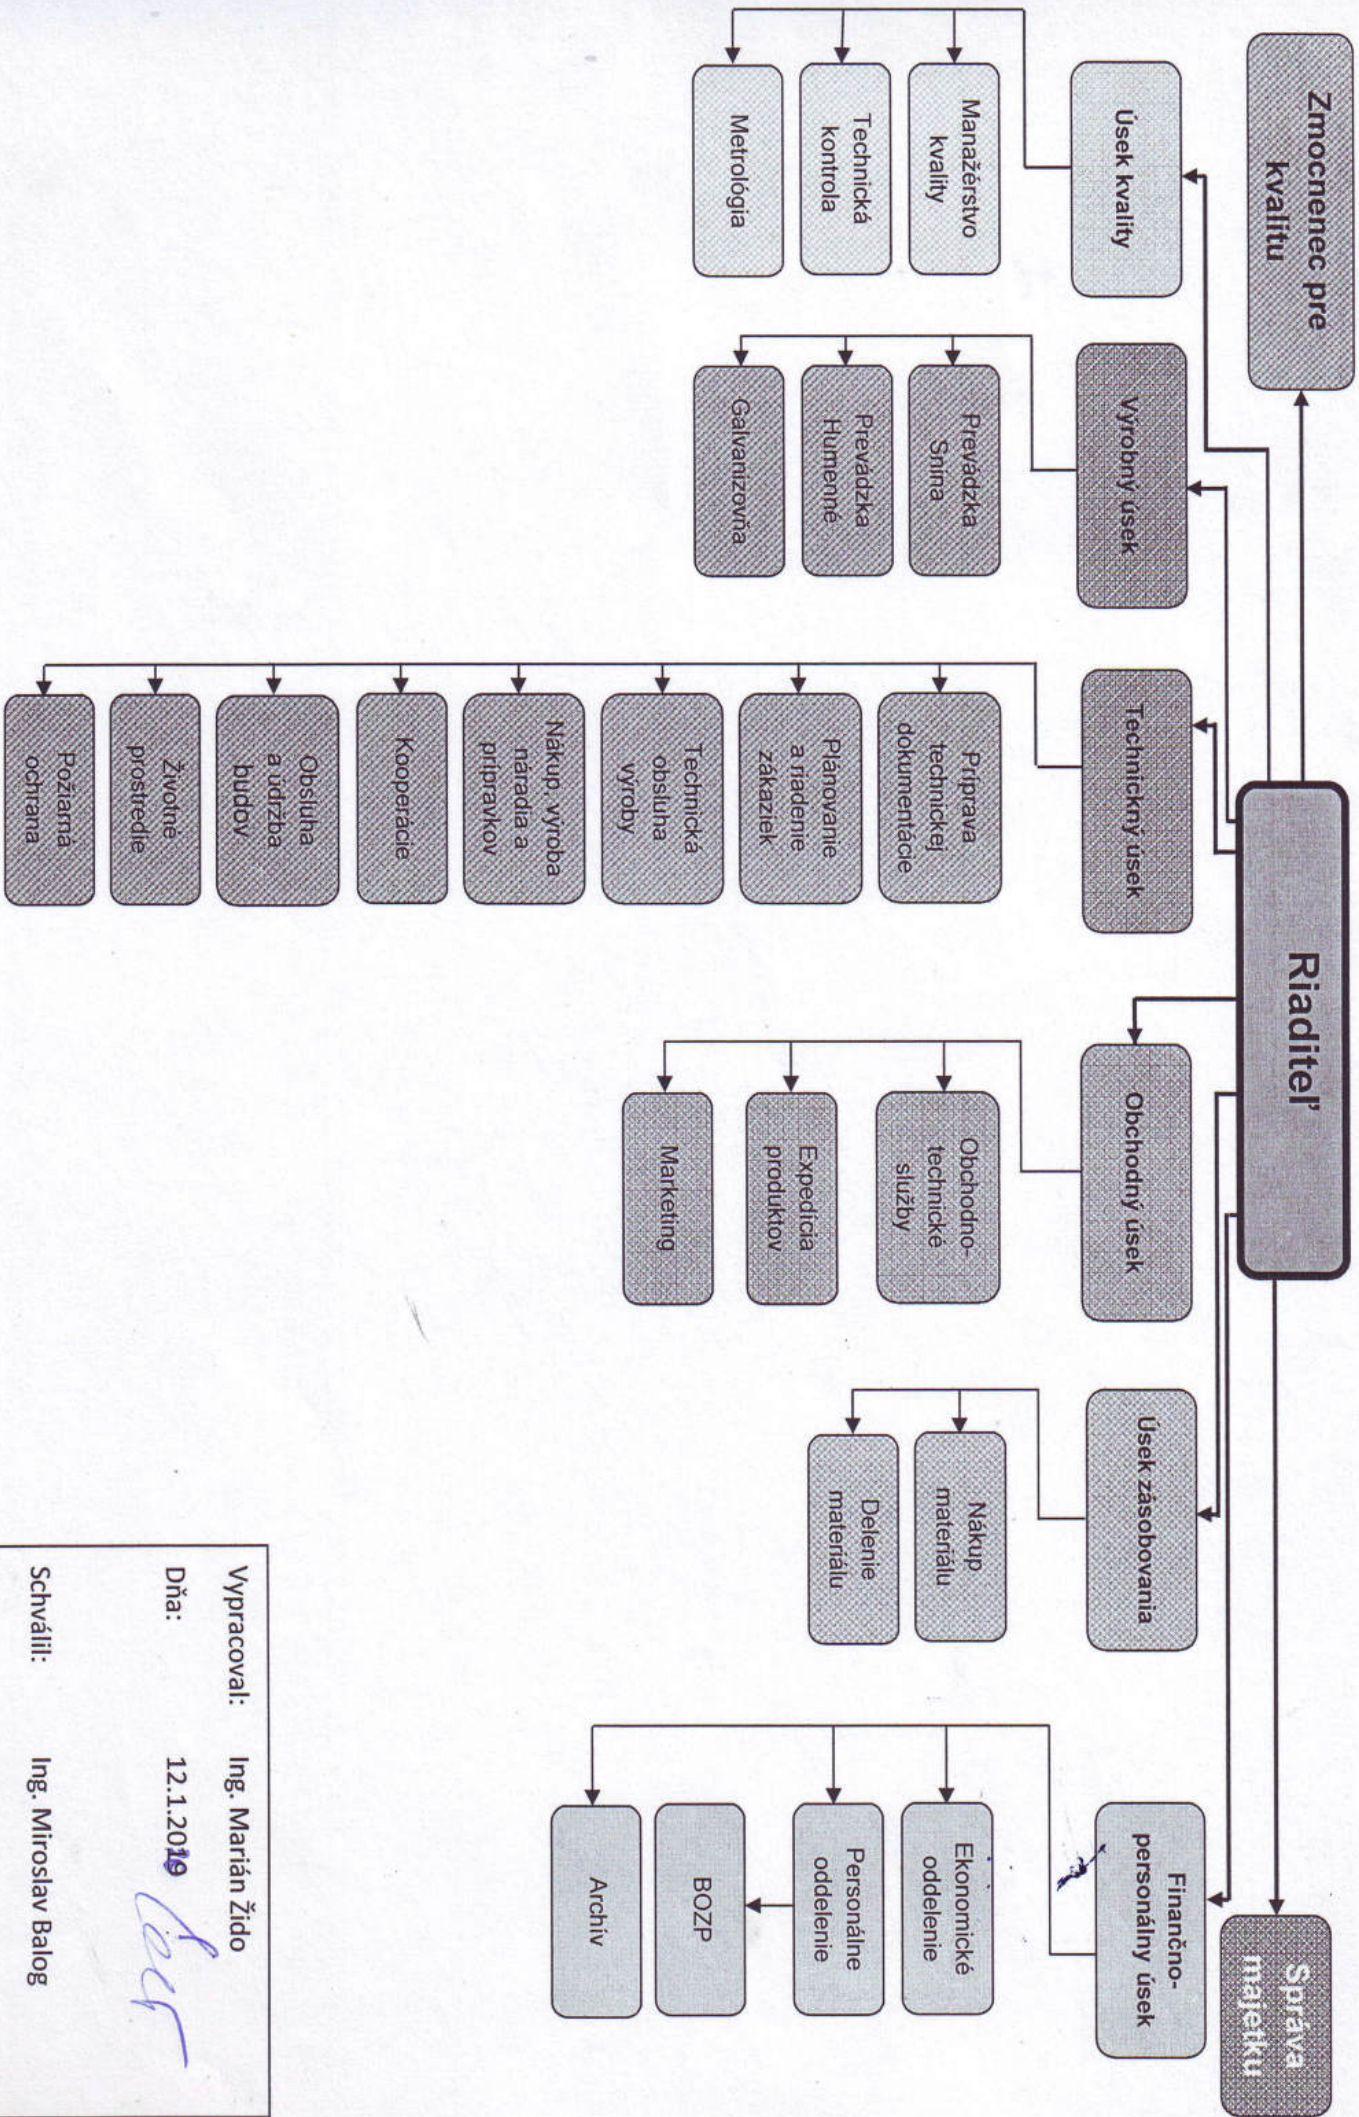 Riaditeľ
Zmocnenec pre
kvalitu
Správa
majetku
Úsek kvality
Manažérstvo
kvality
Technická
kontrola
Metrológia
Výrobný úsek
Prevádzka
Snina
Prevádzka
Humenné
Galvanizovňa
Technickný úsek
Príprava
technickej
dokumentácie
Plánovanie
a riadenie
zákaziek
Technická
obsluha
výroby
Nákup, výroba
náradia a
prípravkov
Kooperácie
Obsluha
a údržba
budov
Životné
prostredie
Požiarná
ochrana
Obchodný úsek
Obchodno-
technické
služby
Expedícia
produktov
Marketing
Úsek zásobovania
Nákup
materiálu
Delenie
materiálu
Finančno-
personálny úsek
Ekonomické
oddelenie
Personálne
oddelenie
BOZP
Archív
Vypracoval: Ing. Marián Žido
Dňa: 12.1.2019
Schválil: Ing. Miroslav Balog